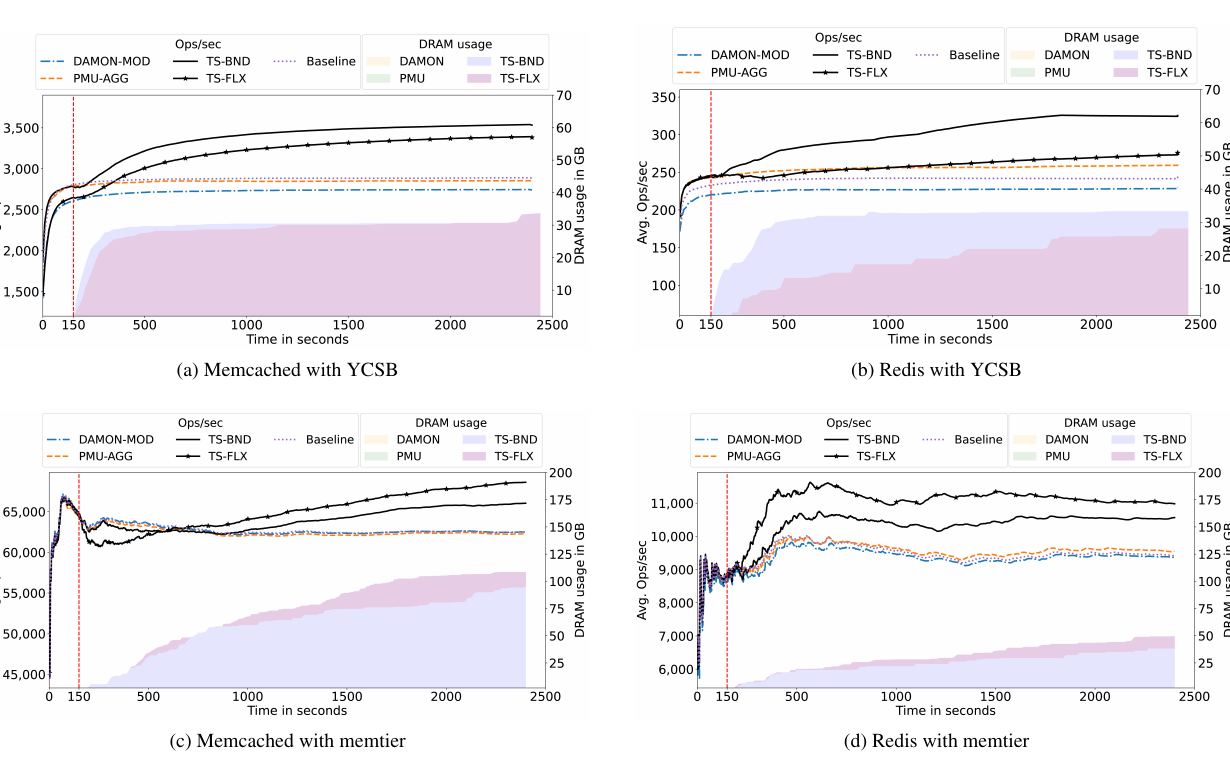 Ops/sec
DRAM usage
DAMON-MOD TS-BND Baseline DAMON TS-BND
PMU-AGG TS-FLX PMU TS-FLX
3,500
3,000
2,500
2,000
1,500
70
60
50
40
30
20
10
DRAM usage in GB
0 150 500 1000 1500 2000 2500
Time in seconds
(a) Memcached with YCSB
Ops/sec
DRAM usage
DAMON-MOD TS-BND Baseline DAMON TS-BND
PMU-AGG TS-FLX PMU TS-FLX
Avg. Ops/sec
350
300
250
200
150
100
70
60
50
40
30
20
10
DRAM usage in GB
0 150 500 1000 1500 2000 2500
Time in seconds
(b) Redis with YCSB
Ops/sec
DRAM usage
DAMON-MOD TS-BND Baseline DAMON TS-BND
PMU-AGG TS-FLX PMU TS-FLX
65,000
60,000
55,000
50,000
45,000
200
175
150
125
100
75
50
25
DRAM usage in GB
0 150 500 1000 1500 2000 2500
Time in seconds
(c) Memcached with memtier
Ops/sec
DRAM usage
DAMON-MOD TS-BND Baseline DAMON TS-BND
PMU-AGG TS-FLX PMU TS-FLX
Avg. Ops/sec
11,000
10,000
9,000
8,000
7,000
6,000
200
175
150
125
100
75
50
25
DRAM usage in GB
0 150 500 1000 1500 2000 2500
Time in seconds
(d) Redis with memtier